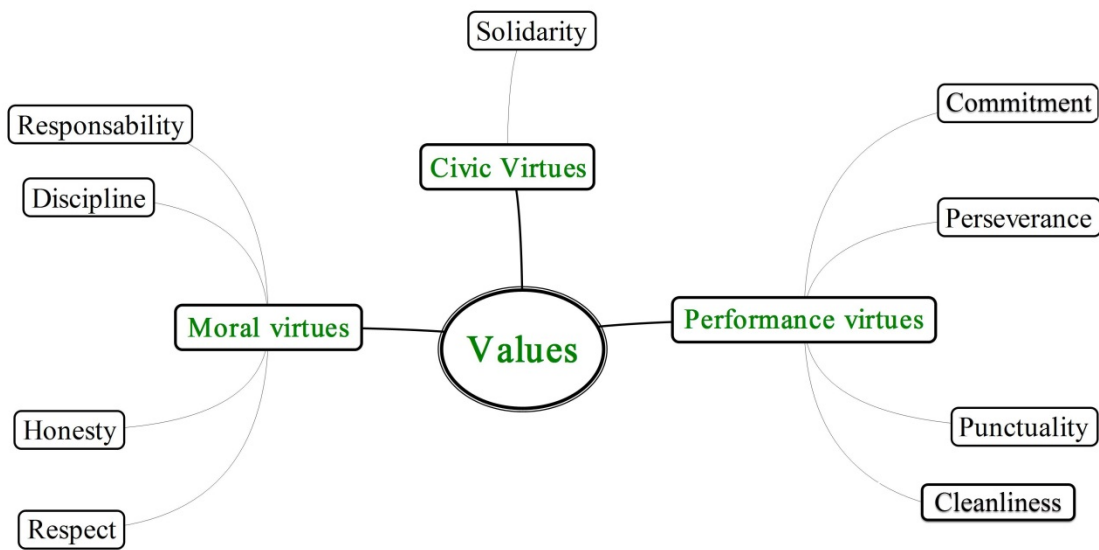 Solidarity
Commitment
Responsability
Civic Virtues
Discipline
Perseverance
Moral virtues
Values
Performance virtues
Honesty
Punctuality
Respect
Cleanliness